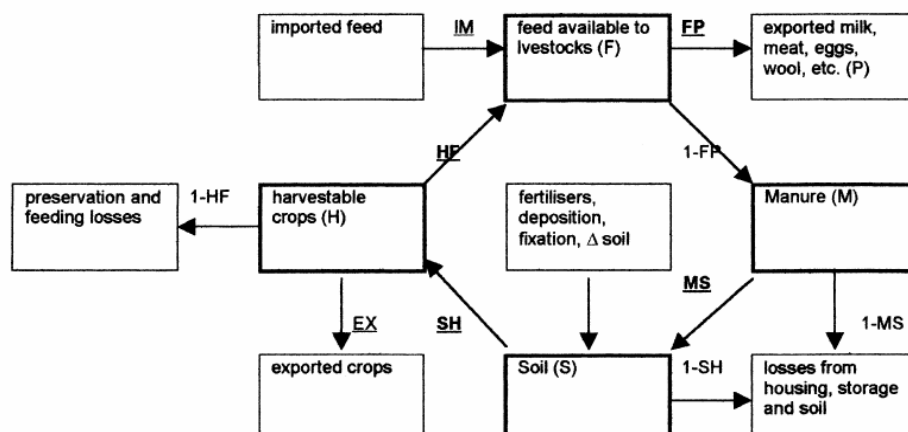 imported feed
IM
feed available to
lvestocks (F)
FP
exported milk,
meat, eggs,
wool, etc. (P)
HF
1-FP
preservation and
feeding losses
1-HF
harvestable
crops (H)
fertilisers,
deposition,
fixation, Δ soil
Manure (M)
EX
SH
MS
1-MS
exported crops
Soil (S)
1-SH
losses from
housing, storage
and soil